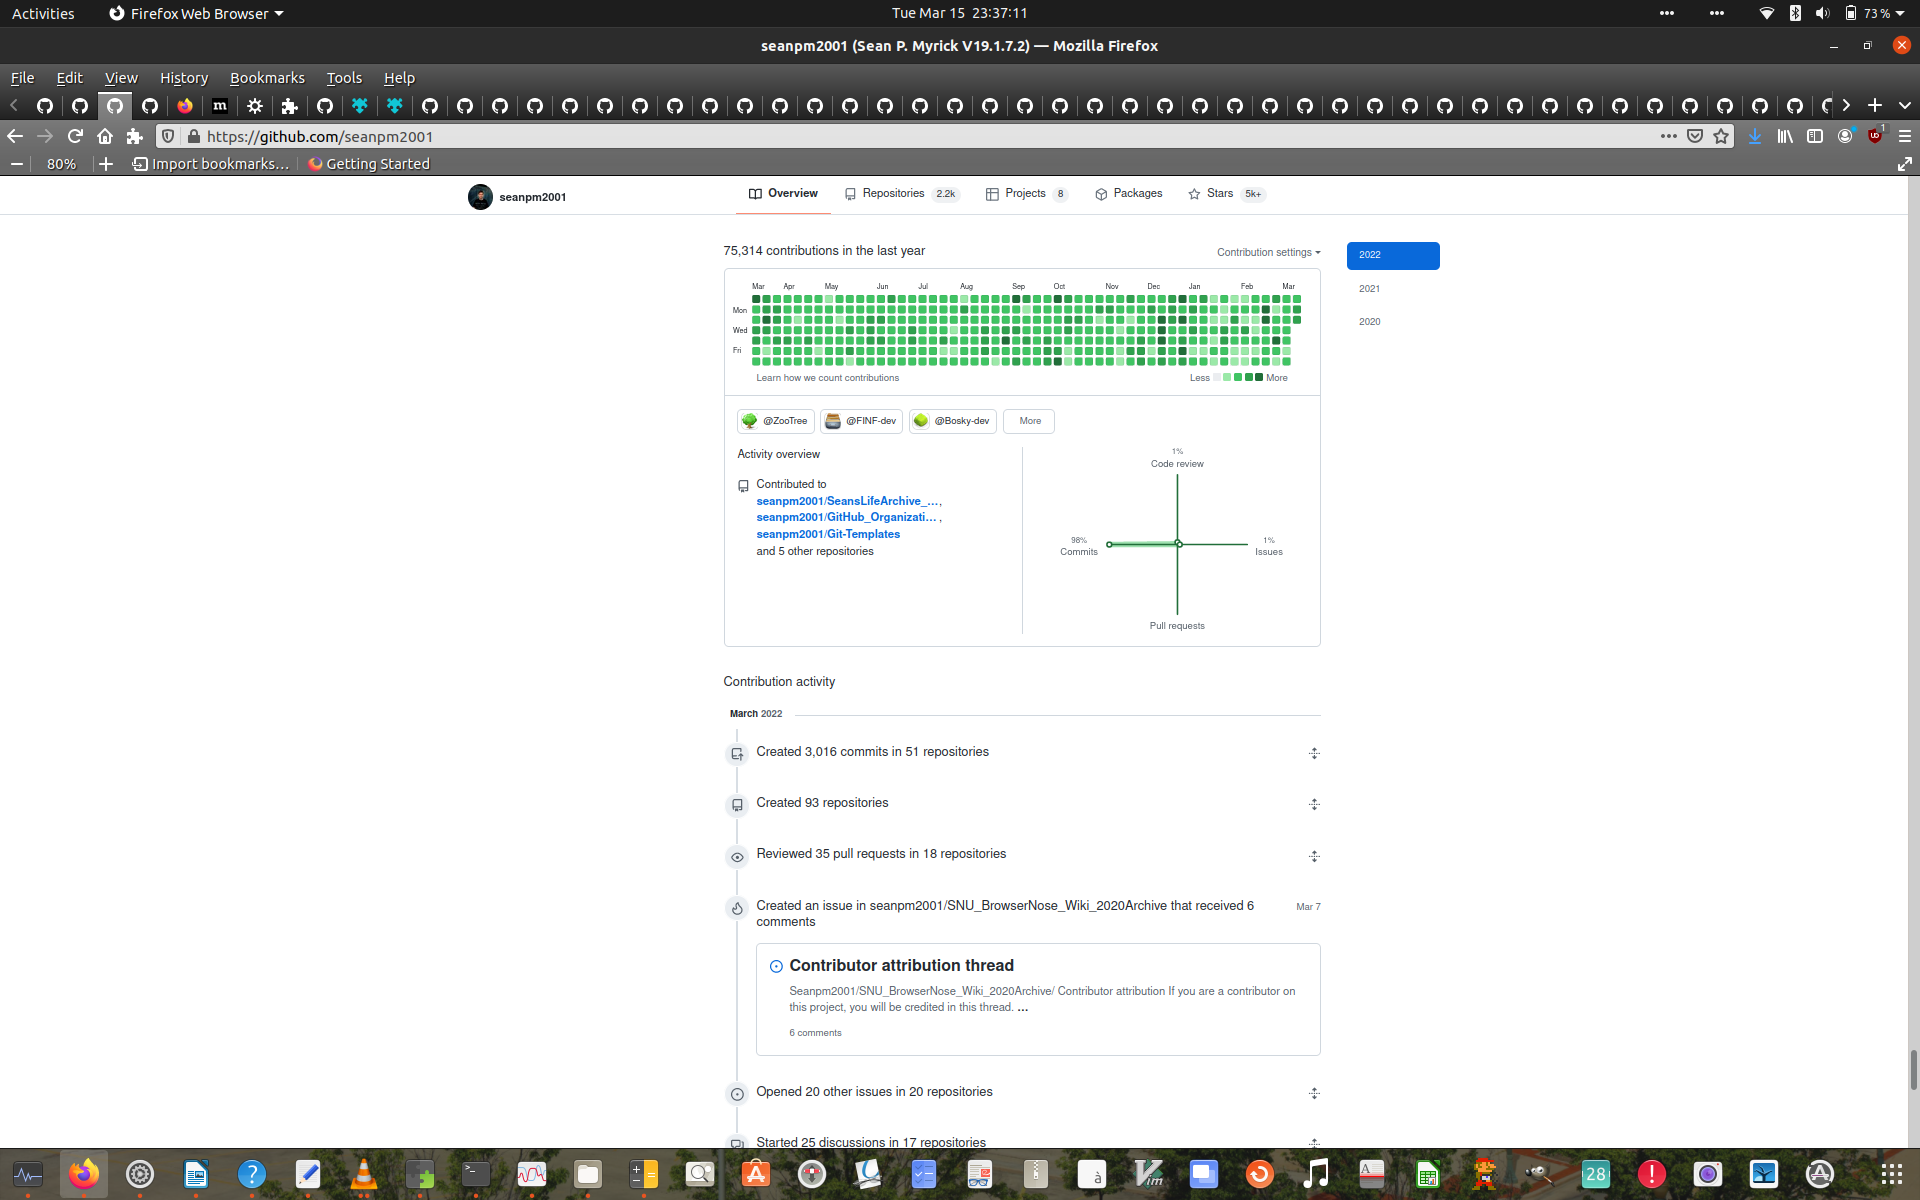 Activities
Firefox Web Browser
Tue Mar 15 23:37:11
73 %
seanpm2001 (Sean P. Myrick V19.1.7.2) — Mozilla Firefox
File Edit View History Bookmarks Tools Help
https://github.com/seanpm2001
1
80%
Import bookmarks...
Getting Started
seanpm2001
Overview
Repositories 2.2k
Projects 8
Packages
Stars 5k+
75,314 contributions in the last year
Contribution settings
2022
2021
2020
Mar Apr May Jun Jul Aug Sep Oct Nov Dec Jan Feb Mar
Mon
Wed
Fri
Learn how we count contributions
Less More
@ZooTree
@FINF-dev
@Bosky-dev
More
Activity overview
Contributed to
seanpm2001/SeansLifeArchive_...,
seanpm2001/GitHub_Organizati... ,
seanpm2001/Git-Templates
and 5 other repositories
1%
Code review
98%
Commits
1%
Issues
Pull requests
Contribution activity
March 2022
Created 3,016 commits in 51 repositories
Created 93 repositories
Reviewed 35 pull requests in 18 repositories
Created an issue in seanpm2001/SNU_BrowserNose_Wiki_2020Archive that received 6
comments
Mar 7
Contributor attribution thread
Seanpm2001/SNU_BrowserNose_Wiki_2020Archive/ Contributor attribution If you are a contributor on
this project, you will be credited in this thread. ...
6 comments
Opened 20 other issues in 20 repositories
Started 25 discussions in 17 repositories
28